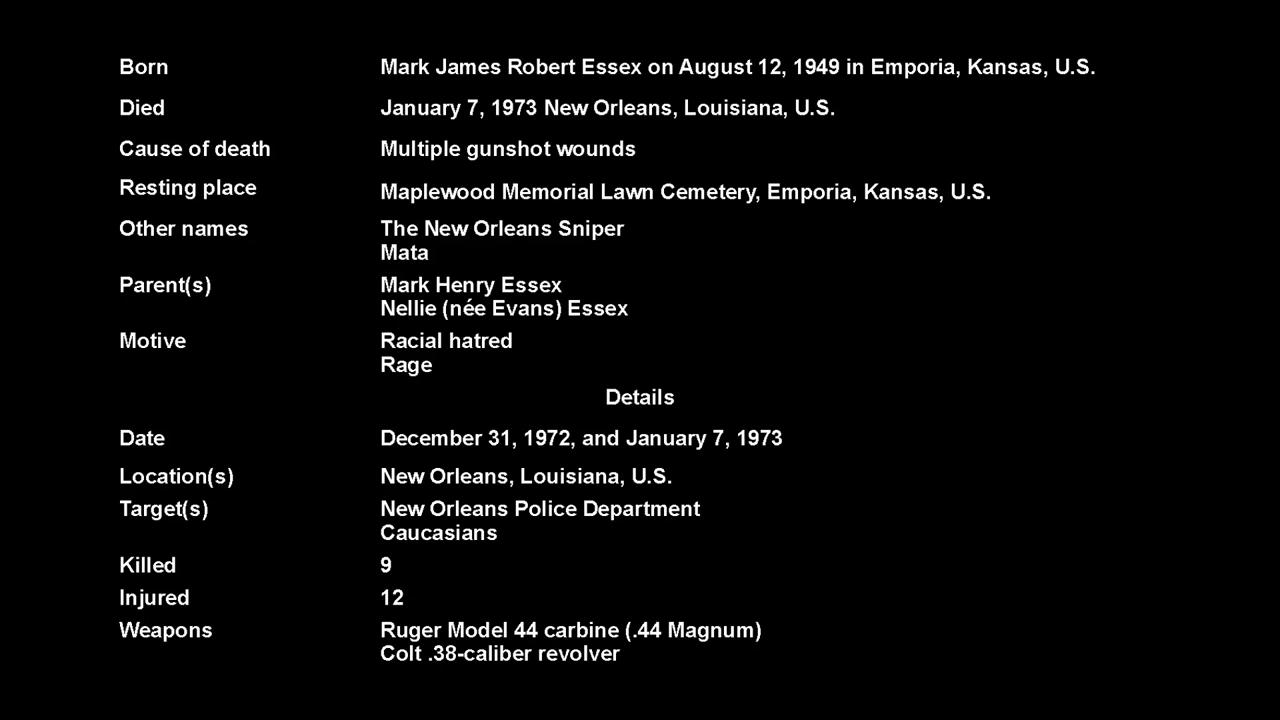 Born Mark James Robert Essex on August 12, 1949 in Emporia, Kansas, U.S.
Died January 7, 1973 New Orleans, Louisiana, U.S.
Cause of death Multiple gunshot wounds
Resting place Maplewood Memorial Lawn Cemetery, Emporia, Kansas, U.S.
Other names The New Orleans Sniper
Mata
Parent(s) Mark Henry Essex
Nellie (née Evans) Essex
Motive Racial hatred
Rage
Details
Date December 31, 1972, and January 7, 1973
Location(s) New Orleans, Louisiana, U.S.
Target(s) New Orleans Police Department
Caucasians
Killed 9
Injured 12
Weapons Ruger Model 44 carbine (.44 Magnum)
Colt .38-caliber revolver